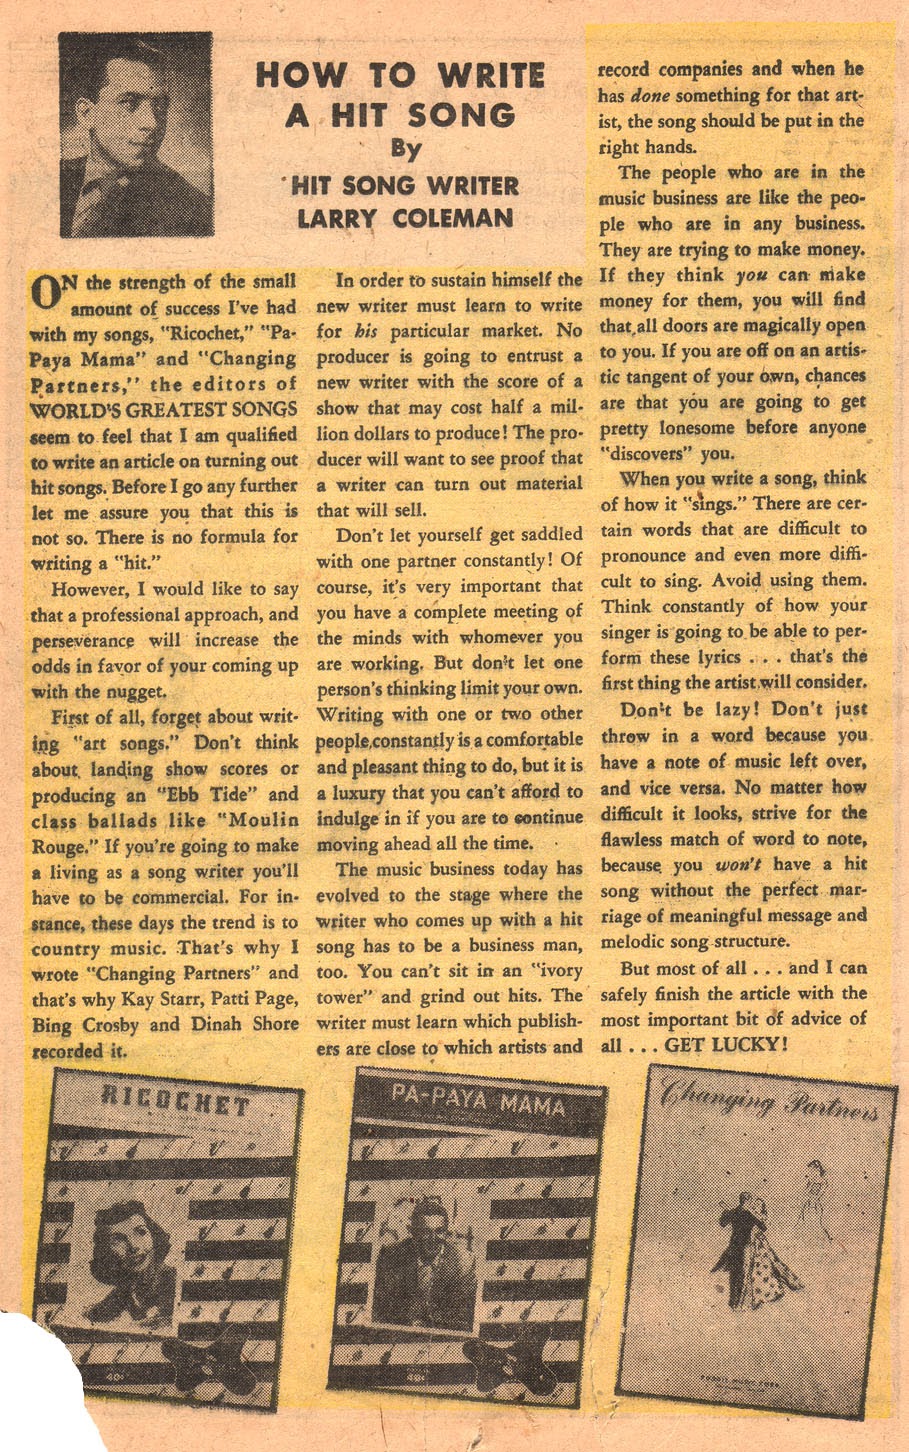 HOW TO WRITE
A HIT SONG
By
HIT SONG WRITER
LARRY COLEMAN
ON the strength of the small
amount of success I've had
with my songs, "Ricochet," "Pa-
Paya Mama" and "Changing
Partners," the editors of
WORLD'S GREATEST SONGS
seem to feel that I am qualified
to write an article on turning out
hit songs. Before I go any further
let me assure you that this is
not so. There is no formula for
writing a "hit."
However, I would like to say
that a professional approach, and
perseverance will increase the
odds in favor of your coming up
with the nugget.
First of all, forget about writ-
ing "art songs." Don't think
about landing show scores or
producing an "Ebb Tide" and
class ballads like "Moulin
Rouge." If you're going to make
a living as a song writer you'll
have to be commercial. For in-
stance, these days the trend is to
country music. That's why I
wrote "Changing Partners" and
that's why Kay Starr, Patti Page,
Bing Crosby and Dinah Shore
recorded it.
In order to sustain himself the
new writer must learn to write
for his particular market. No
producer is going to entrust a
new writer with the score of a
show that may cost half a mil-
lion dollars to produce! The pro-
ducer will want to see proof that
a writer can turn out material
that will sell.
Don't let yourself get saddled
with one partner constantly! Of
course, it's very important that
you have a complete meeting of
the minds with whomever you
are working. But don't let one
person's thinking limit your own.
Writing with one or two other
people constantly is a comfortable
and pleasant thing to do, but it is
a luxury that you can't afford to
indulge in if you are to continue
moving ahead all the time.
The music business today has
evolved to the stage where the
writer who comes up with a hit
song has to be a business man,
too. You can't sit in an "ivory
tower" and grind out hits. The
writer must learn which publish-
ers are close to which artists and
record companies and when he
has done something for that art-
ist, the song should be put in the
right hands.
The people who are in the
music business are like the peo-
ple who are in any business.
They are trying to make money.
If they think you can make
money for them, you will find
that all doors are magically open
to you. If you are off on an artis-
tic tangent of your own, chances
are that you are going to get
pretty lonesome before anyone
"discovers" you.
When you write a song, think
of how it "sings." There are cer-
tain words that are difficult to
pronounce and even more diffi-
cult to sing. Avoid using them.
Think constantly of how your
singer is going to be able to per-
form these lyrics . . . that's the
first thing the artist will consider.
Don't be lazy! Don't just
throw in a word because you
have a note of music left over,
and vice versa. No matter how
difficult it looks, strive for the
flawless match of word to note,
because you won't have a hit
song without the perfect mar-
riage of meaningful message and
melodic song structure.
But most of all . . . and I can
safely finish the article with the
most important bit of advice of
all . . . GET LUCKY!
RICOCHET
40¢
PA-PAYA MAMA
40¢
Changing Partners
MUSIC CORP.